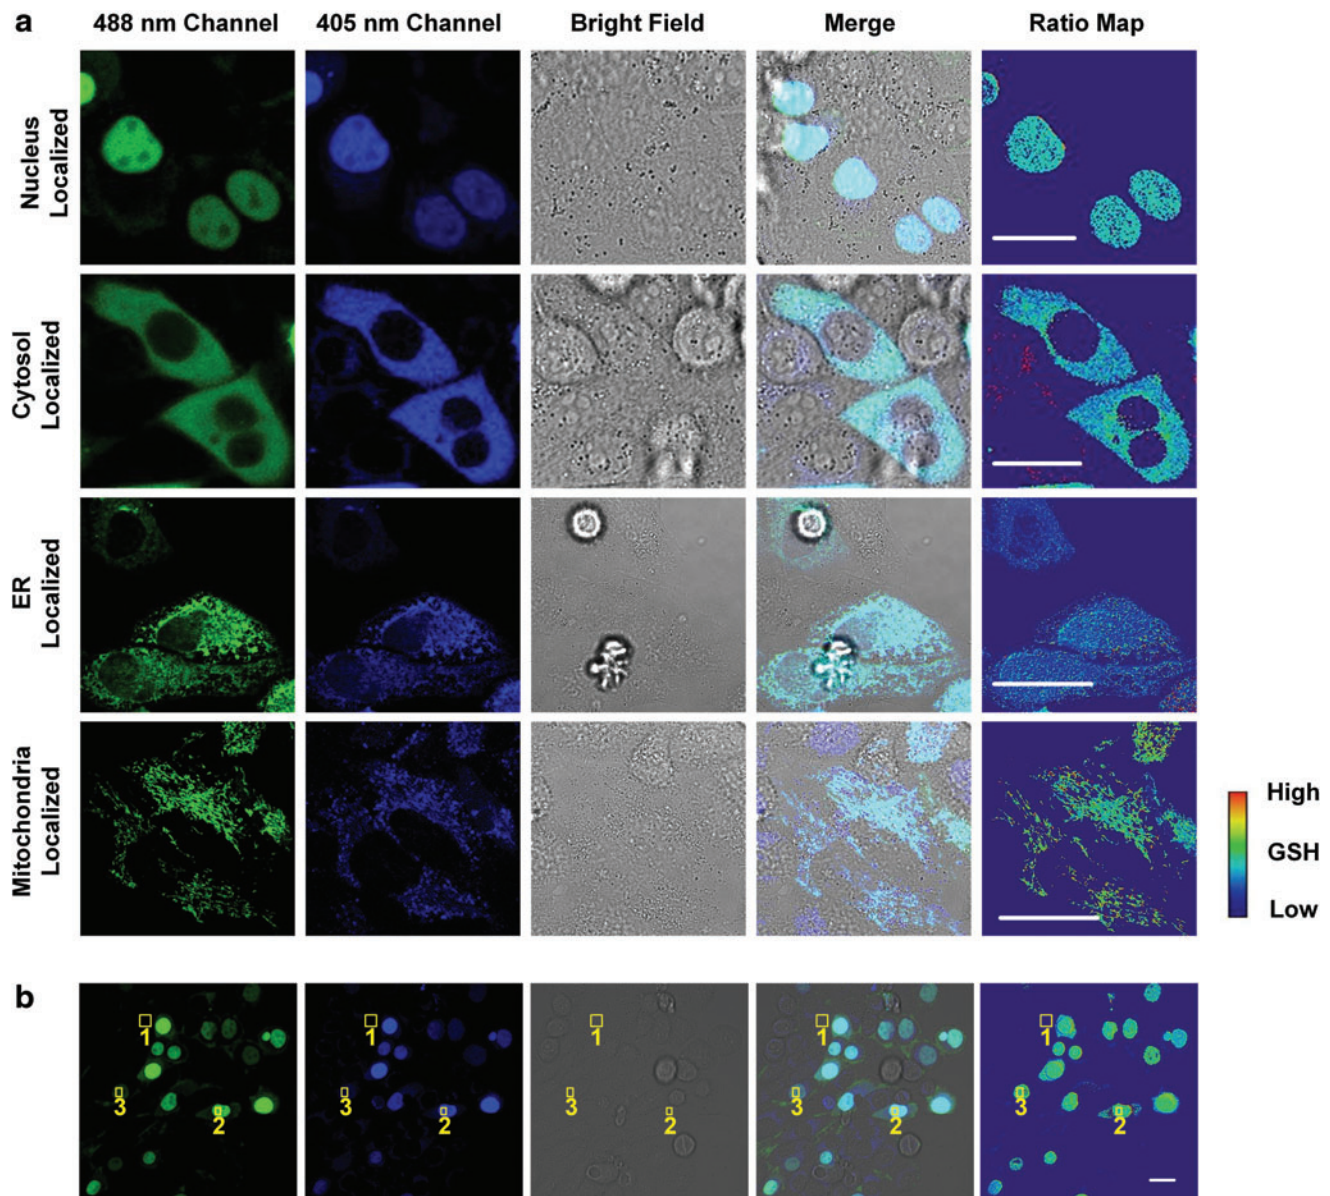 a
488 nm Channel 405 nm Channel Bright Field Merge Ratio Map
Nucleus
Localized
Cytosol
Localized
ER
Localized
Mitochondria
Localized
High
GSH
Low
b
1 1 1 1 1
3 3 3 3 3
2 2 2 2 2